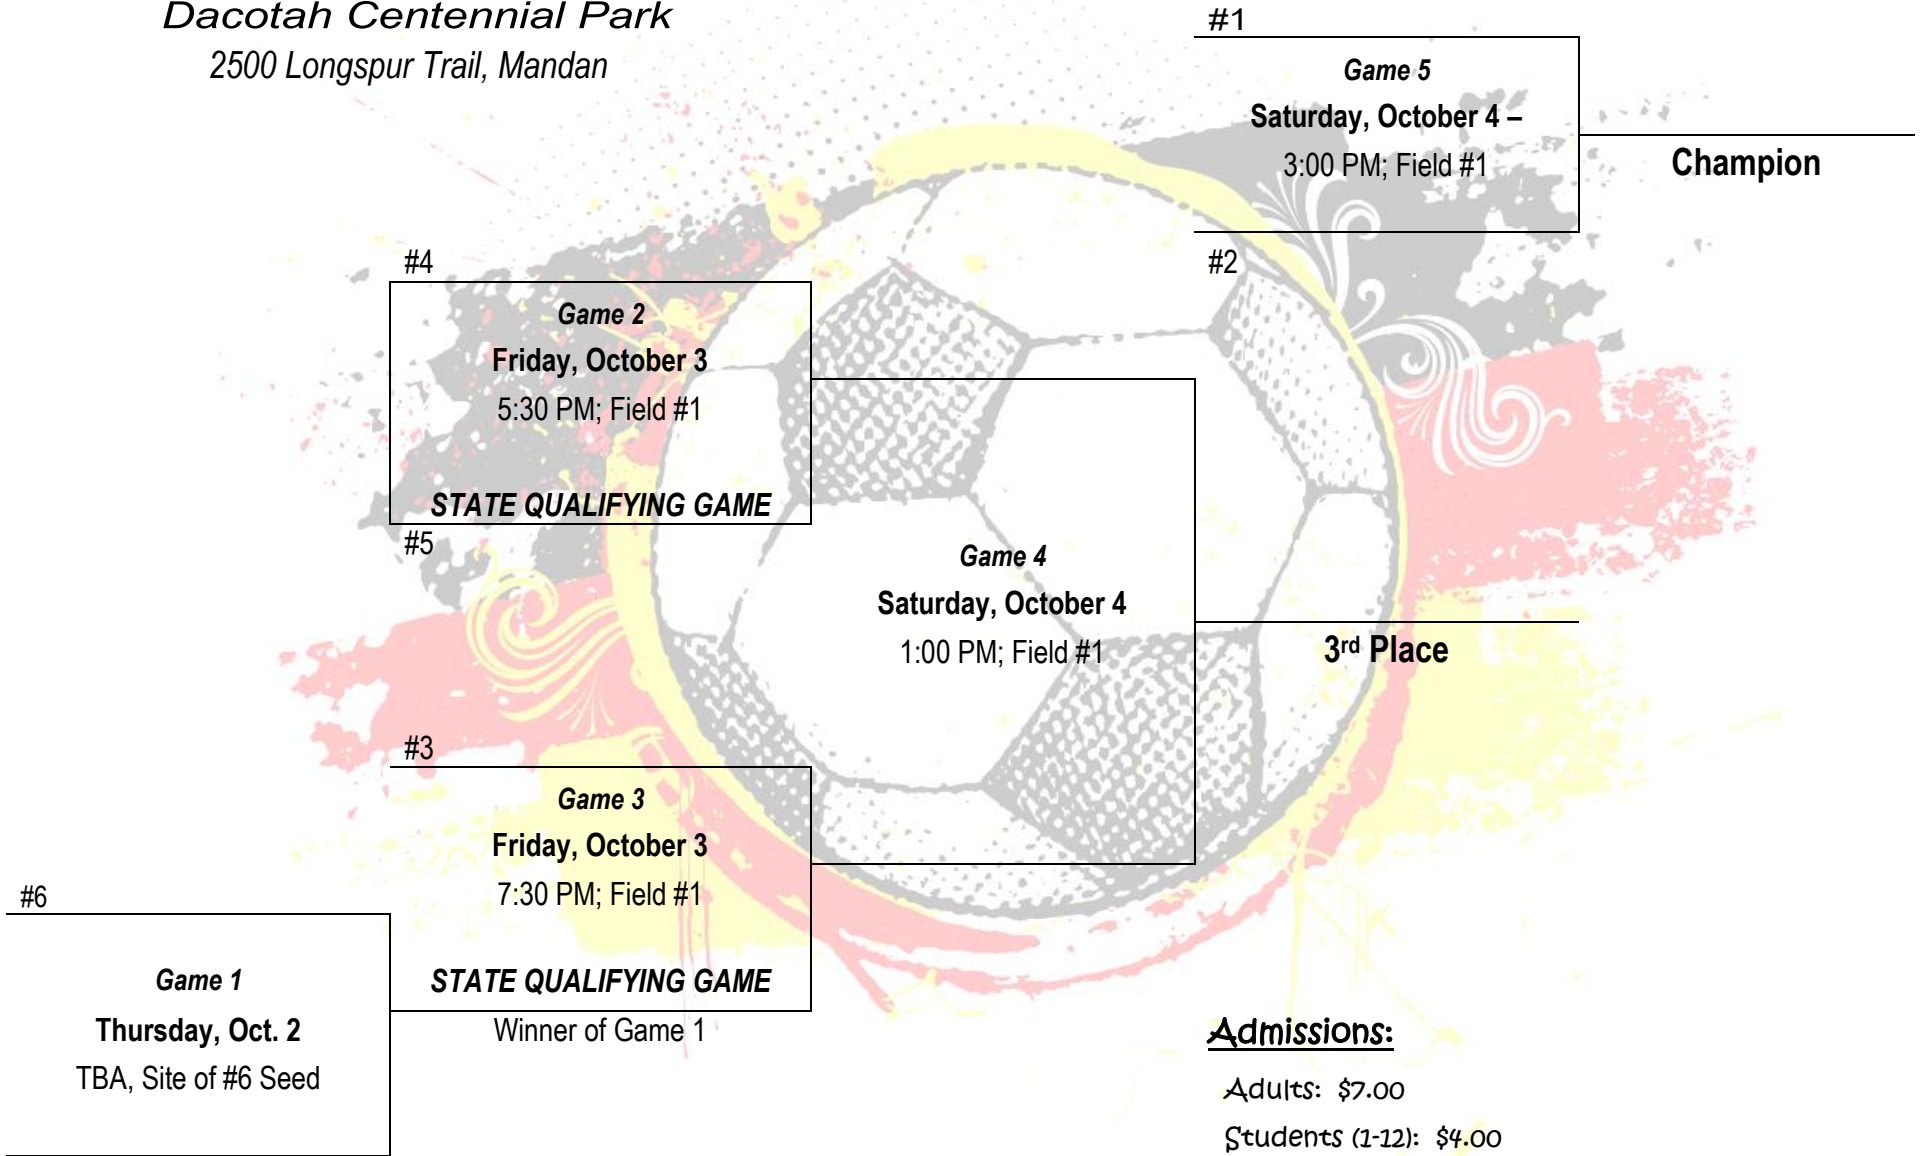 Dacotah Centennial Park
2500 Longspur Trail, Mandan
#1
Game 5
Saturday, October 4 –
3:00 PM; Field #1
Champion
#2
#4
Game 2
Friday, October 3
5:30 PM; Field #1
STATE QUALIFYING GAME
#5
Game 4
Saturday, October 4
1:00 PM; Field #1
3rd Place
#3
Game 3
Friday, October 3
7:30 PM; Field #1
STATE QUALIFYING GAME
Winner of Game 1
#6
Game 1
Thursday, Oct. 2
TBA, Site of #6 Seed
Admissions:
Adults: $7.00
Students (1-12): $4.00